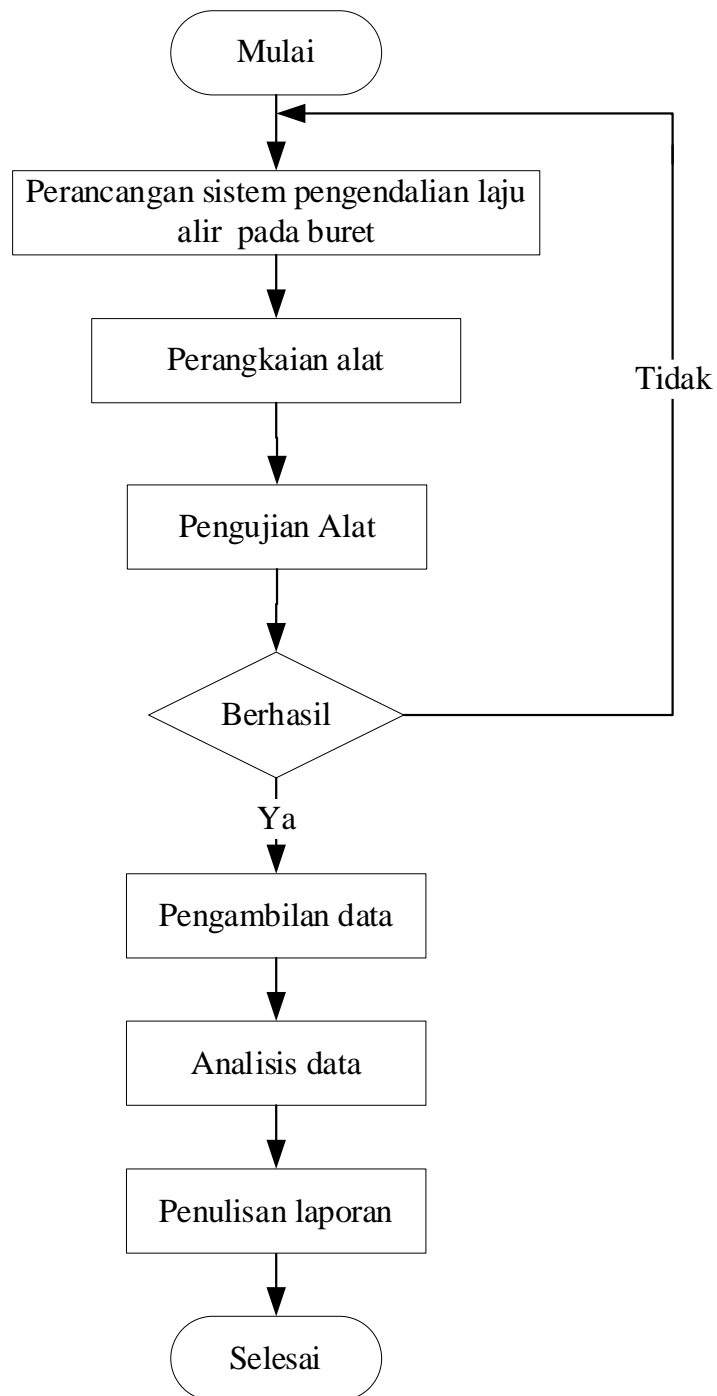 Mulai
Perancangan sistem pengendalian laju
alir pada buret
Perangkaian alat
Tidak
Pengujian Alat
Berhasil
Ya
Pengambilan data
Analisis data
Penulisan laporan
Selesai